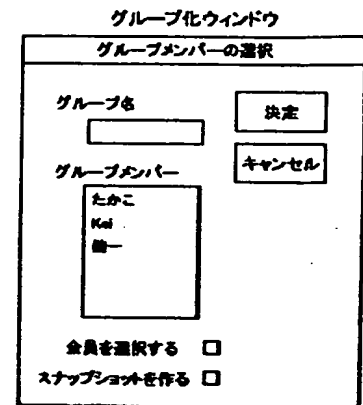 グループ化ウィンドウ
グループメンバーの選択
グループ名
決定
キャンセル
グループメンバー
たかこ
Kei
健一
全員を選択する
スナップショットを作る